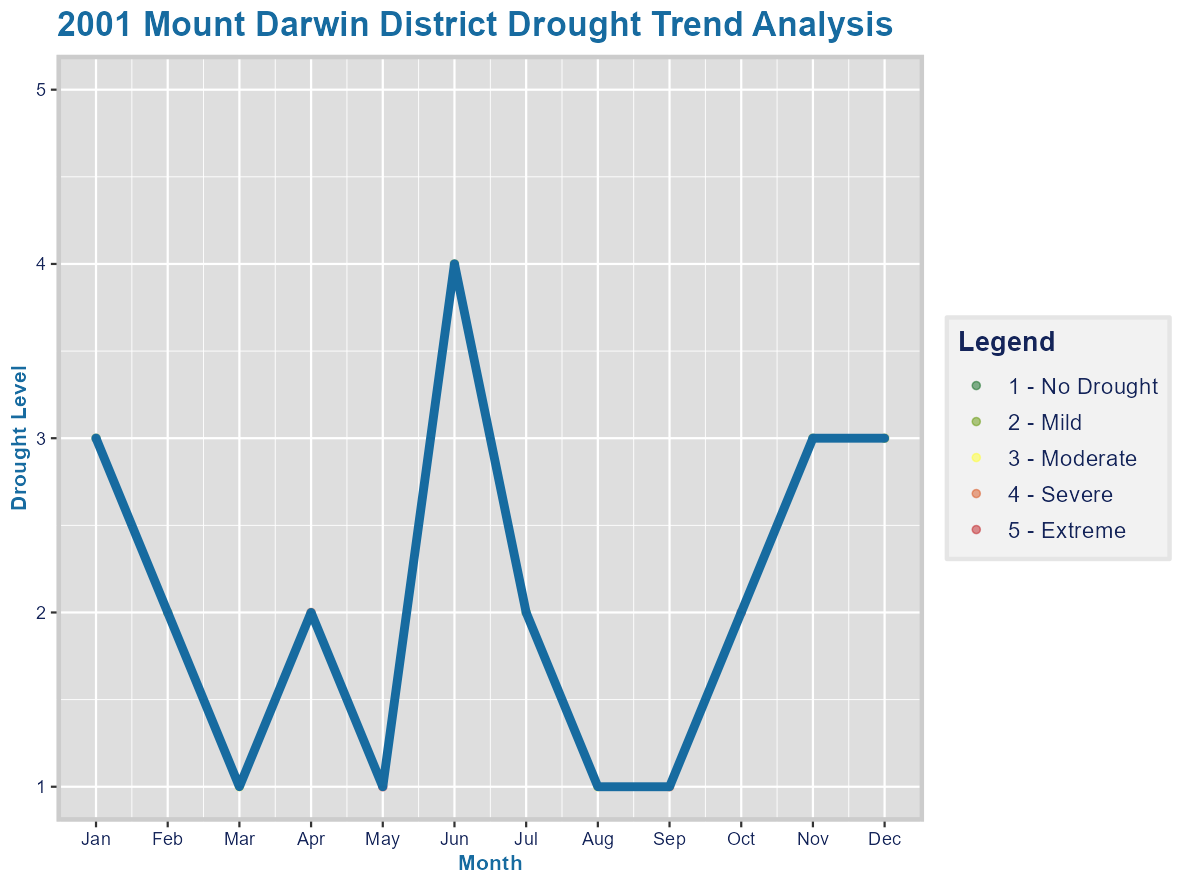 2001 Mount Darwin District Drought Trend Analysis
Drought Level
5
4
3
2
1
Jan Feb Mar Apr May Jun Jul Aug Sep Oct Nov Dec
Month
Legend
1 - No Drought
2 - Mild
3 - Moderate
4 - Severe
5 - Extreme